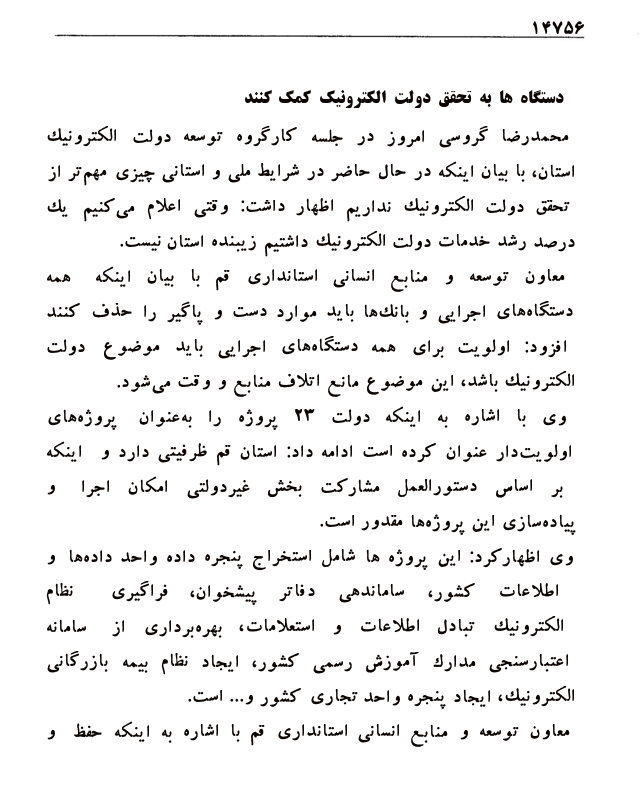 ۱۴۷۵۶
دستگاه ها به تحقق دولت الکترونیک کمک کنند
محمدرضا گروسی امروز در جلسه کارگروه توسعه دولت الکترونیك
استان، با بیان اینکه در حال حاضر در شرایط ملی و استانی چیزی مهم‌تر از
تحقق دولت الکترونیك نداریم اظهار داشت: وقتی اعلام می‌کنیم یك
درصد رشد خدمات دولت الکترونیك داشتیم زیبنده استان نیست.
معاون توسعه و منابع انسانی استانداری قم با بیان اینکه همه
دستگاه‌های اجرایی و بانك‌ها باید موارد دست و پاگیر را حذف کنند
افزود: اولویت برای همه دستگاه‌های اجرایی باید موضوع دولت
الکترونیك باشد، این موضوع مانع اتلاف منابع و وقت می‌شود.
وی با اشاره به اینکه دولت ۲۳ پروژه را به‌عنوان پروژه‌های
اولویت‌دار عنوان کرده است ادامه داد: استان قم ظرفیتی دارد و اینکه
بر اساس دستورالعمل مشارکت بخش غیردولتی امکان اجرا و
پیاده‌سازی این پروژه‌ها مقدور است.
وی اظهارکرد: این پروژه ها شامل استخراج پنجره داده واحد داده‌ها و
اطلاعات کشور، ساماندهی دفاتر پیشخوان، فراگیری نظام
الکترونیك تبادل اطلاعات و استعلامات، بهره‌برداری از سامانه
اعتبارسنجی مدارك آموزش رسمی کشور، ایجاد نظام بیمه بازرگانی
الکترونیك، ایجاد پنجره واحد تجاری کشور و... است.
معاون توسعه و منابع انسانی استانداری قم با اشاره به اینکه حفظ و